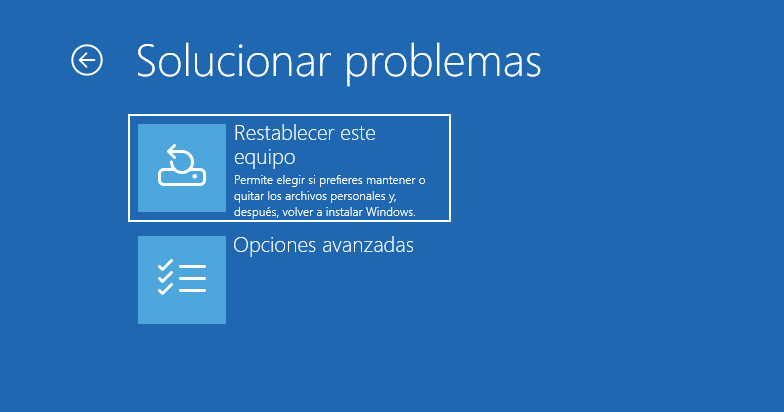 Solucionar problemas
Restablecer este
equipo
Permite elegir si prefieres mantener o
quitar los archivos personales y,
después, volver a instalar Windows.
Opciones avanzadas